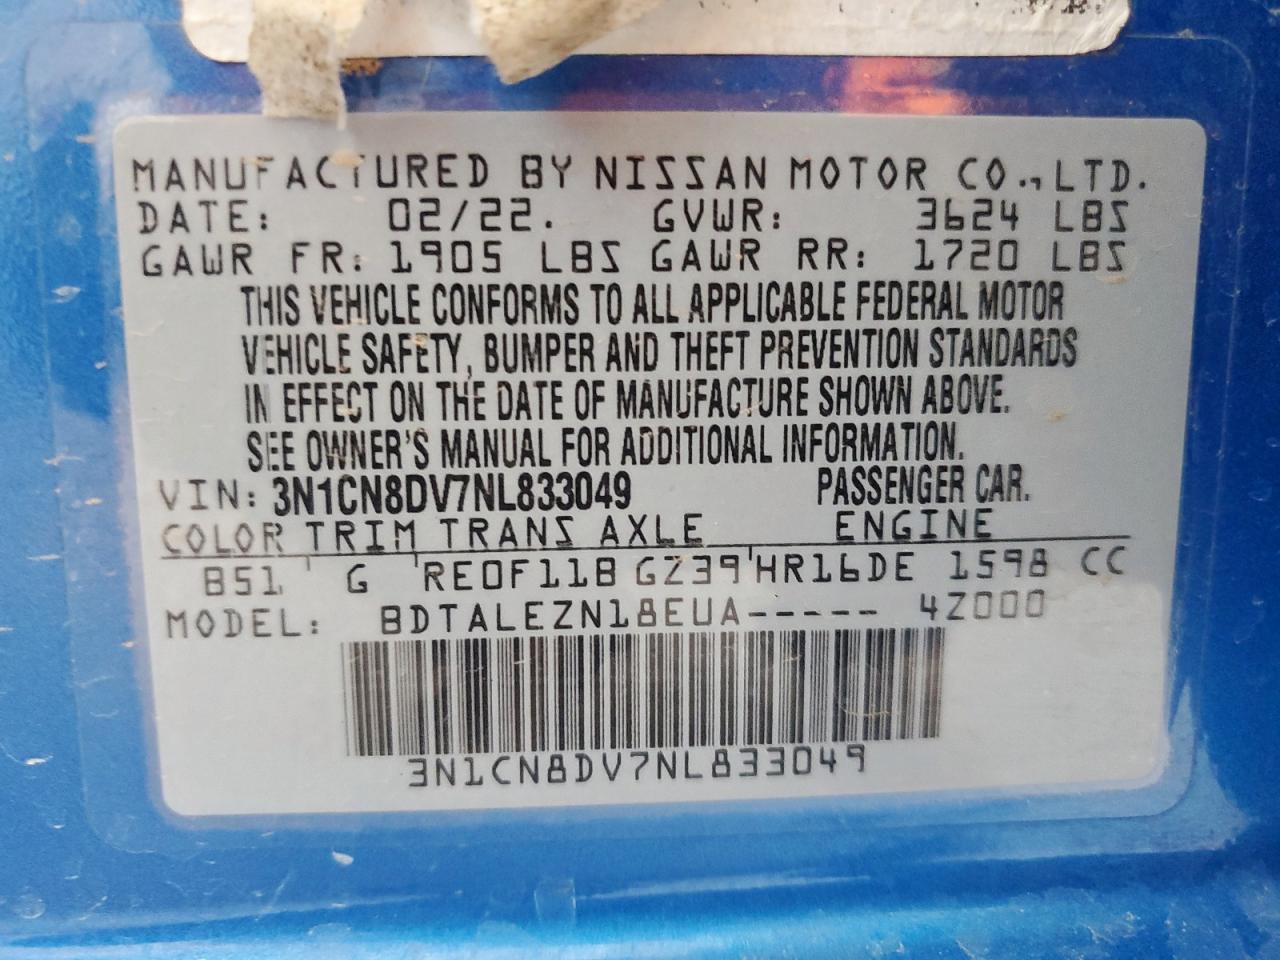 MANUFACTURED BY NISSAN MOTOR CO., LTD.
DATE: 02/22. GVWR: 3624 LBS
GAWR FR: 1905 LBS GAWR RR: 1720 LBS
THIS VEHICLE CONFORMS TO ALL APPLICABLE FEDERAL MOTOR
VEHICLE SAFETY, BUMPER AND THEFT PREVENTION STANDARDS
IN EFFECT ON THE DATE OF MANUFACTURE SHOWN ABOVE.
SEE OWNER'S MANUAL FOR ADDITIONAL INFORMATION.
VIN: 3N1CN8DV7NL833049 PASSENGER CAR.
COLOR TRIM TRANS AXLE ENGINE
B51 G RE0F11B GZ39 HR16DE 1598 CC
MODEL: BDTALEZN18EUA----- 4Z000
3N1CN8DV7NL833049